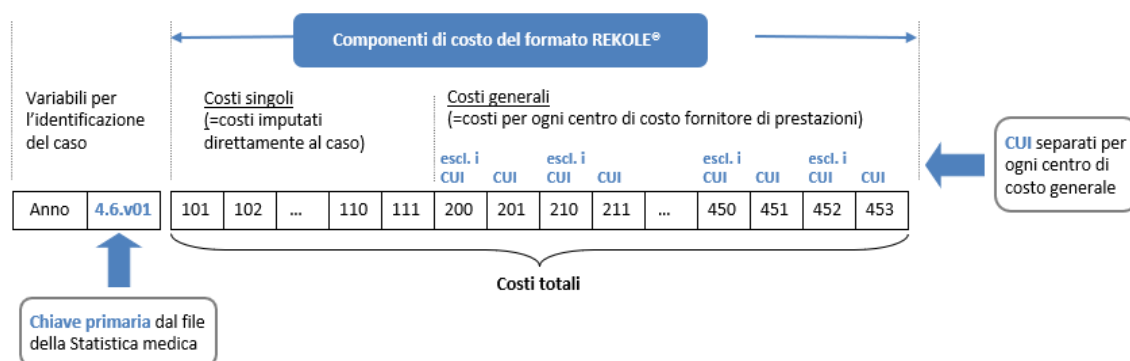 Componenti di costo del formato REKOLE®
Variabili per
l'identificazione
del caso
Costi singoli
(=costi imputati
direttamente al caso)
Costi generali
(=costi per ogni centro di costo fornitore di prestazioni)
escl. i
CUI
CUI
escl. i
CUI
CUI
escl. i
CUI
CUI
escl. i
CUI
CUI
CUI separati per
ogni centro di
costo generale
Anno 4.6.v01 101 102 ... 110 111 200 201 210 211 ... 450 451 452 453
Costi totali
Chiave primaria dal file
della Statistica medica